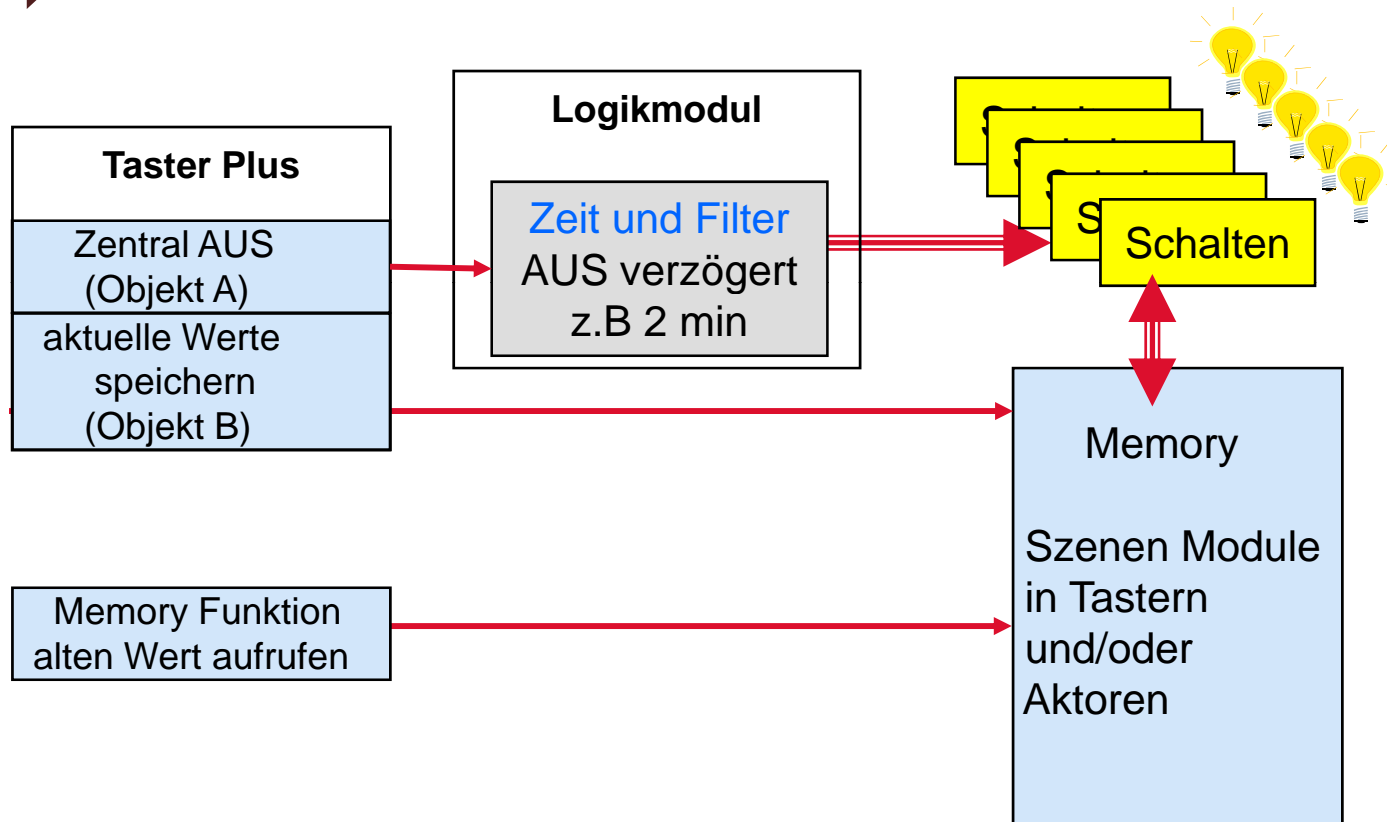 Logikmodul
Taster Plus
Zentral AUS
(Objekt A)
aktuelle Werte
speichern
(Objekt B)
Zeit und Filter
AUS verzögert
z.B 2 min
S
Schalten
Memory
Szenen Module
in Tastern
und/oder
Aktoren
Memory Funktion
alten Wert aufrufen